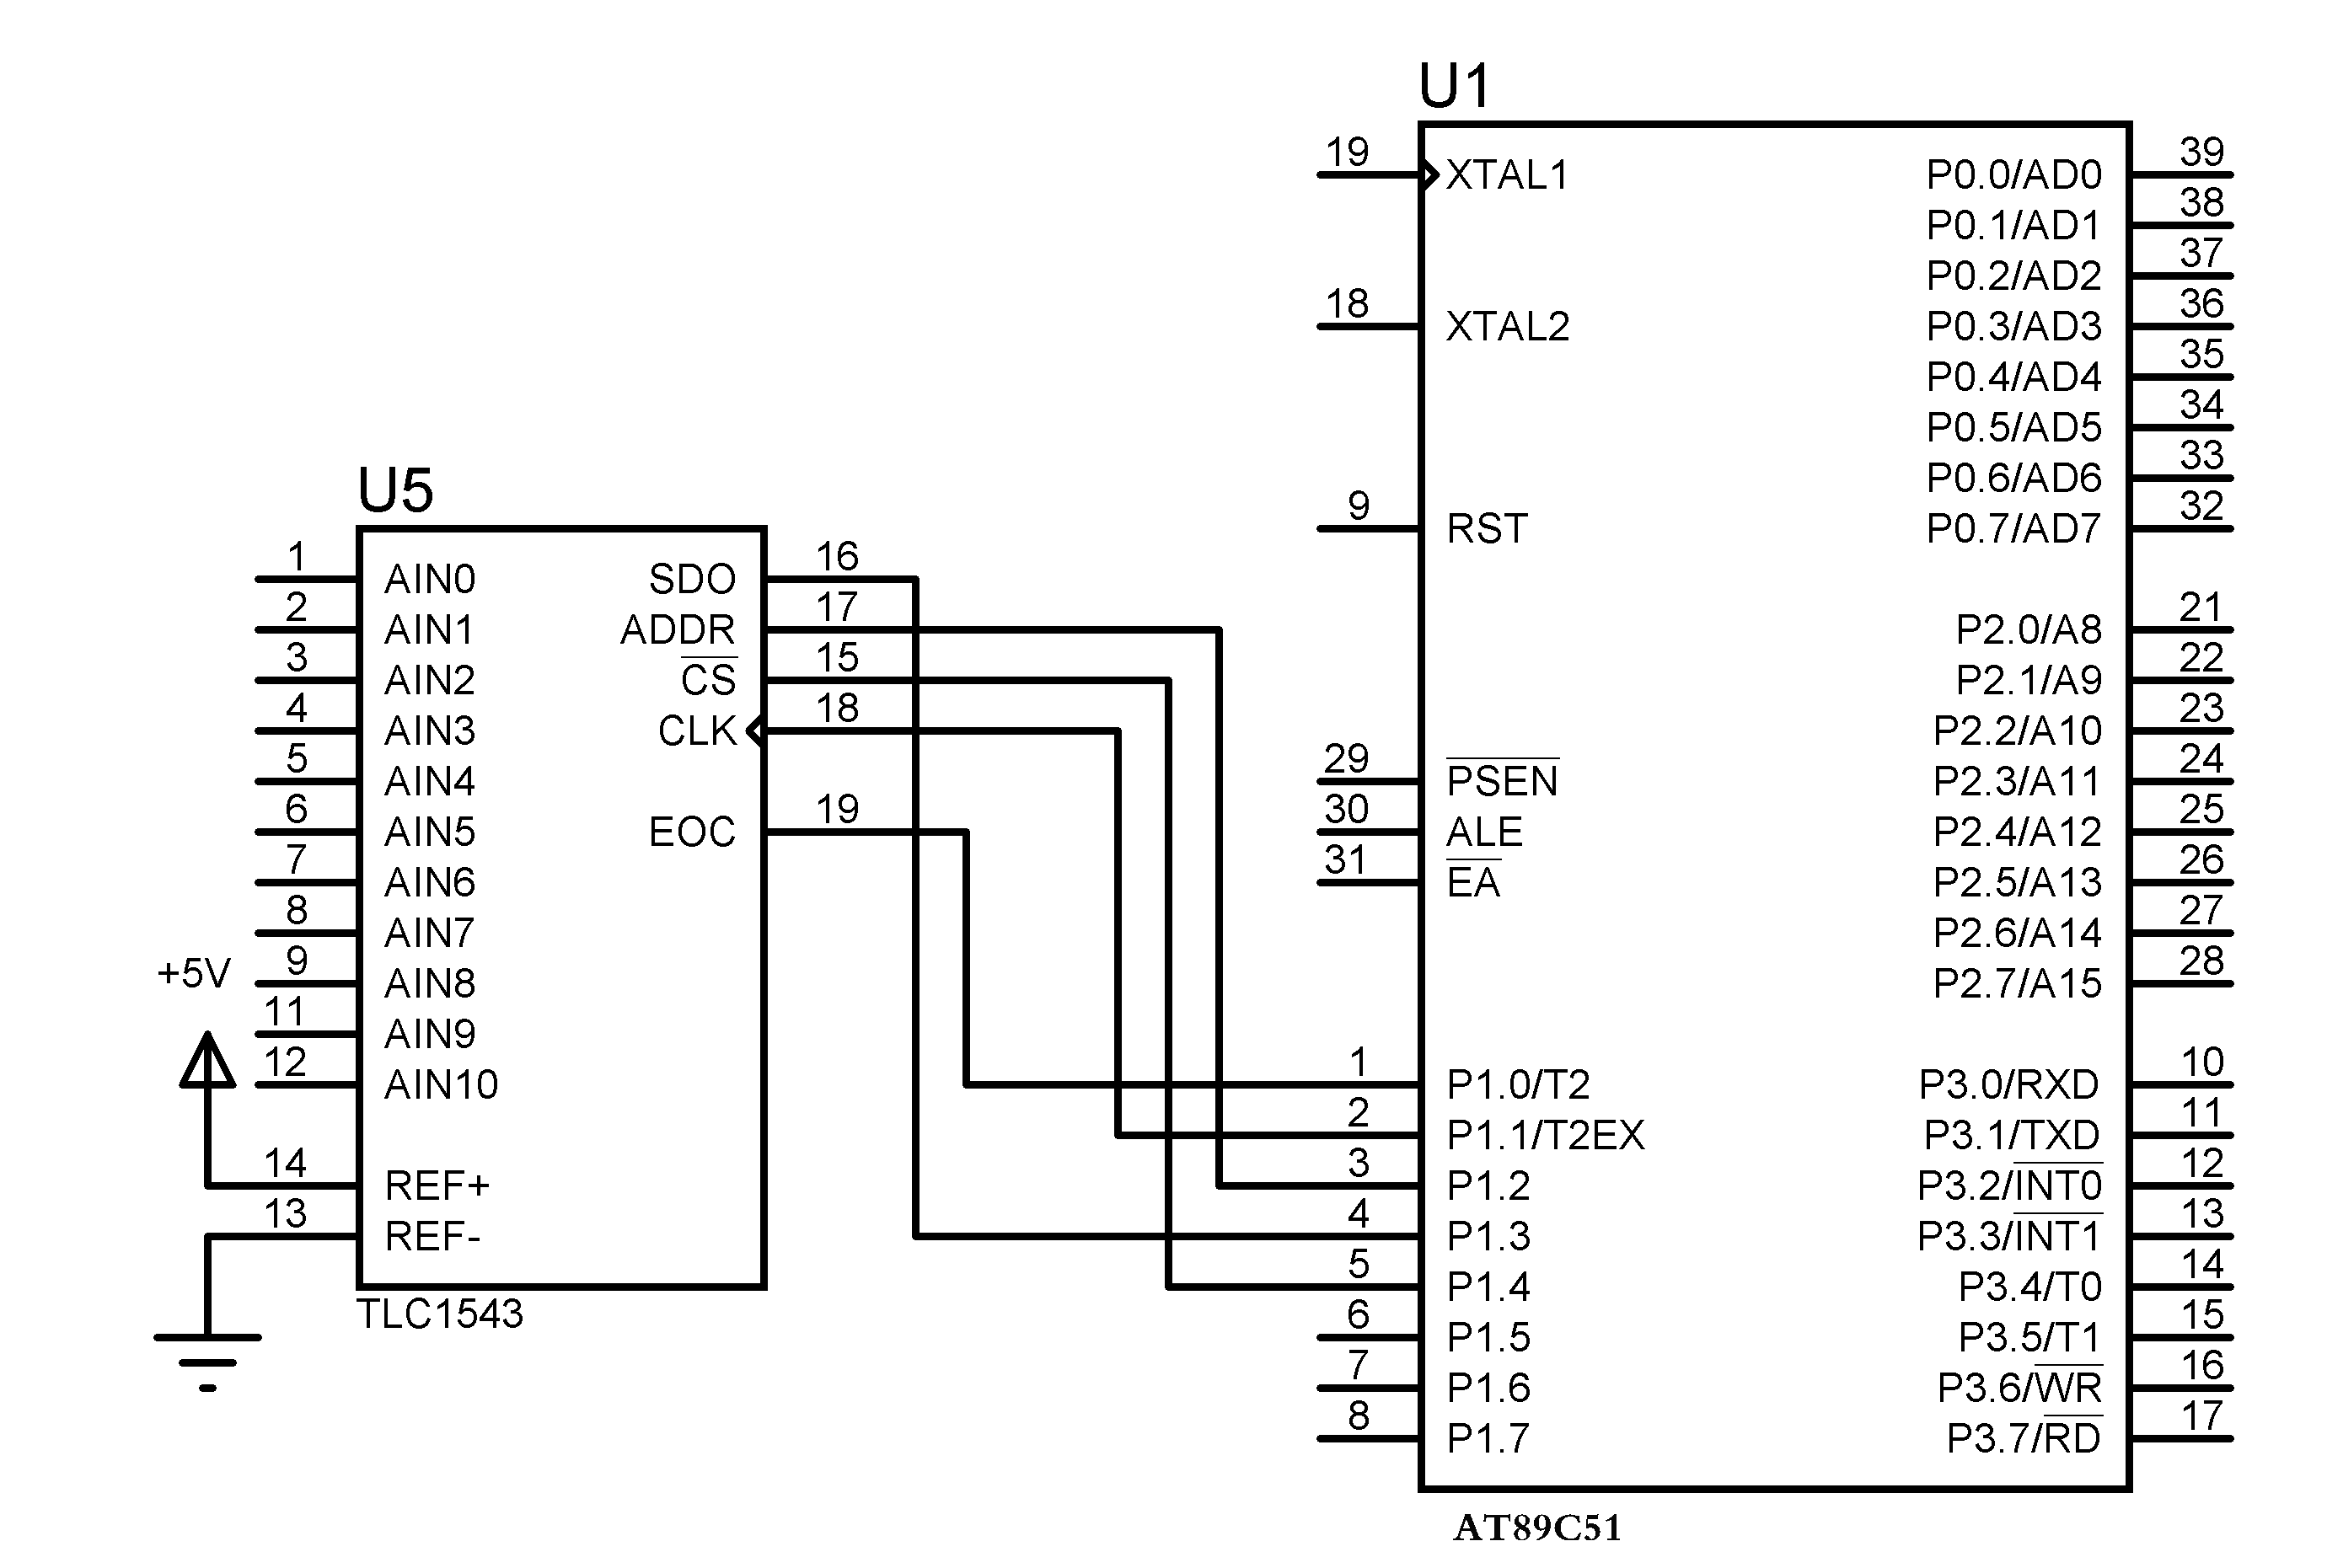 U1
19 XTAL1 P0.0/AD0 39
P0.1/AD1 38
P0.2/AD2 37
18 XTAL2 P0.3/AD3 36
P0.4/AD4 35
P0.5/AD5 34
P0.6/AD6 33
9 RST P0.7/AD7 32
P2.0/A8 21
P2.1/A9 22
P2.2/A10 23
29 PSEN P2.3/A11 24
30 ALE P2.4/A12 25
31 EA P2.5/A13 26
P2.6/A14 27
P2.7/A15 28
1 P1.0/T2 P3.0/RXD 10
2 P1.1/T2EX P3.1/TXD 11
3 P1.2 P3.2/INT0 12
4 P1.3 P3.3/INT1 13
5 P1.4 P3.4/T0 14
6 P1.5 P3.5/T1 15
7 P1.6 P3.6/WR 16
8 P1.7 P3.7/RD 17
AT89C51
U5
1 AIN0 SDO 16
2 AIN1 ADDR 17
3 AIN2 CS 15
4 AIN3 CLK 18
5 AIN4
6 AIN5 EOC 19
7 AIN6
8 AIN7
+5V
9 AIN8
11 AIN9
12 AIN10
14 REF+
13 REF-
TLC1543